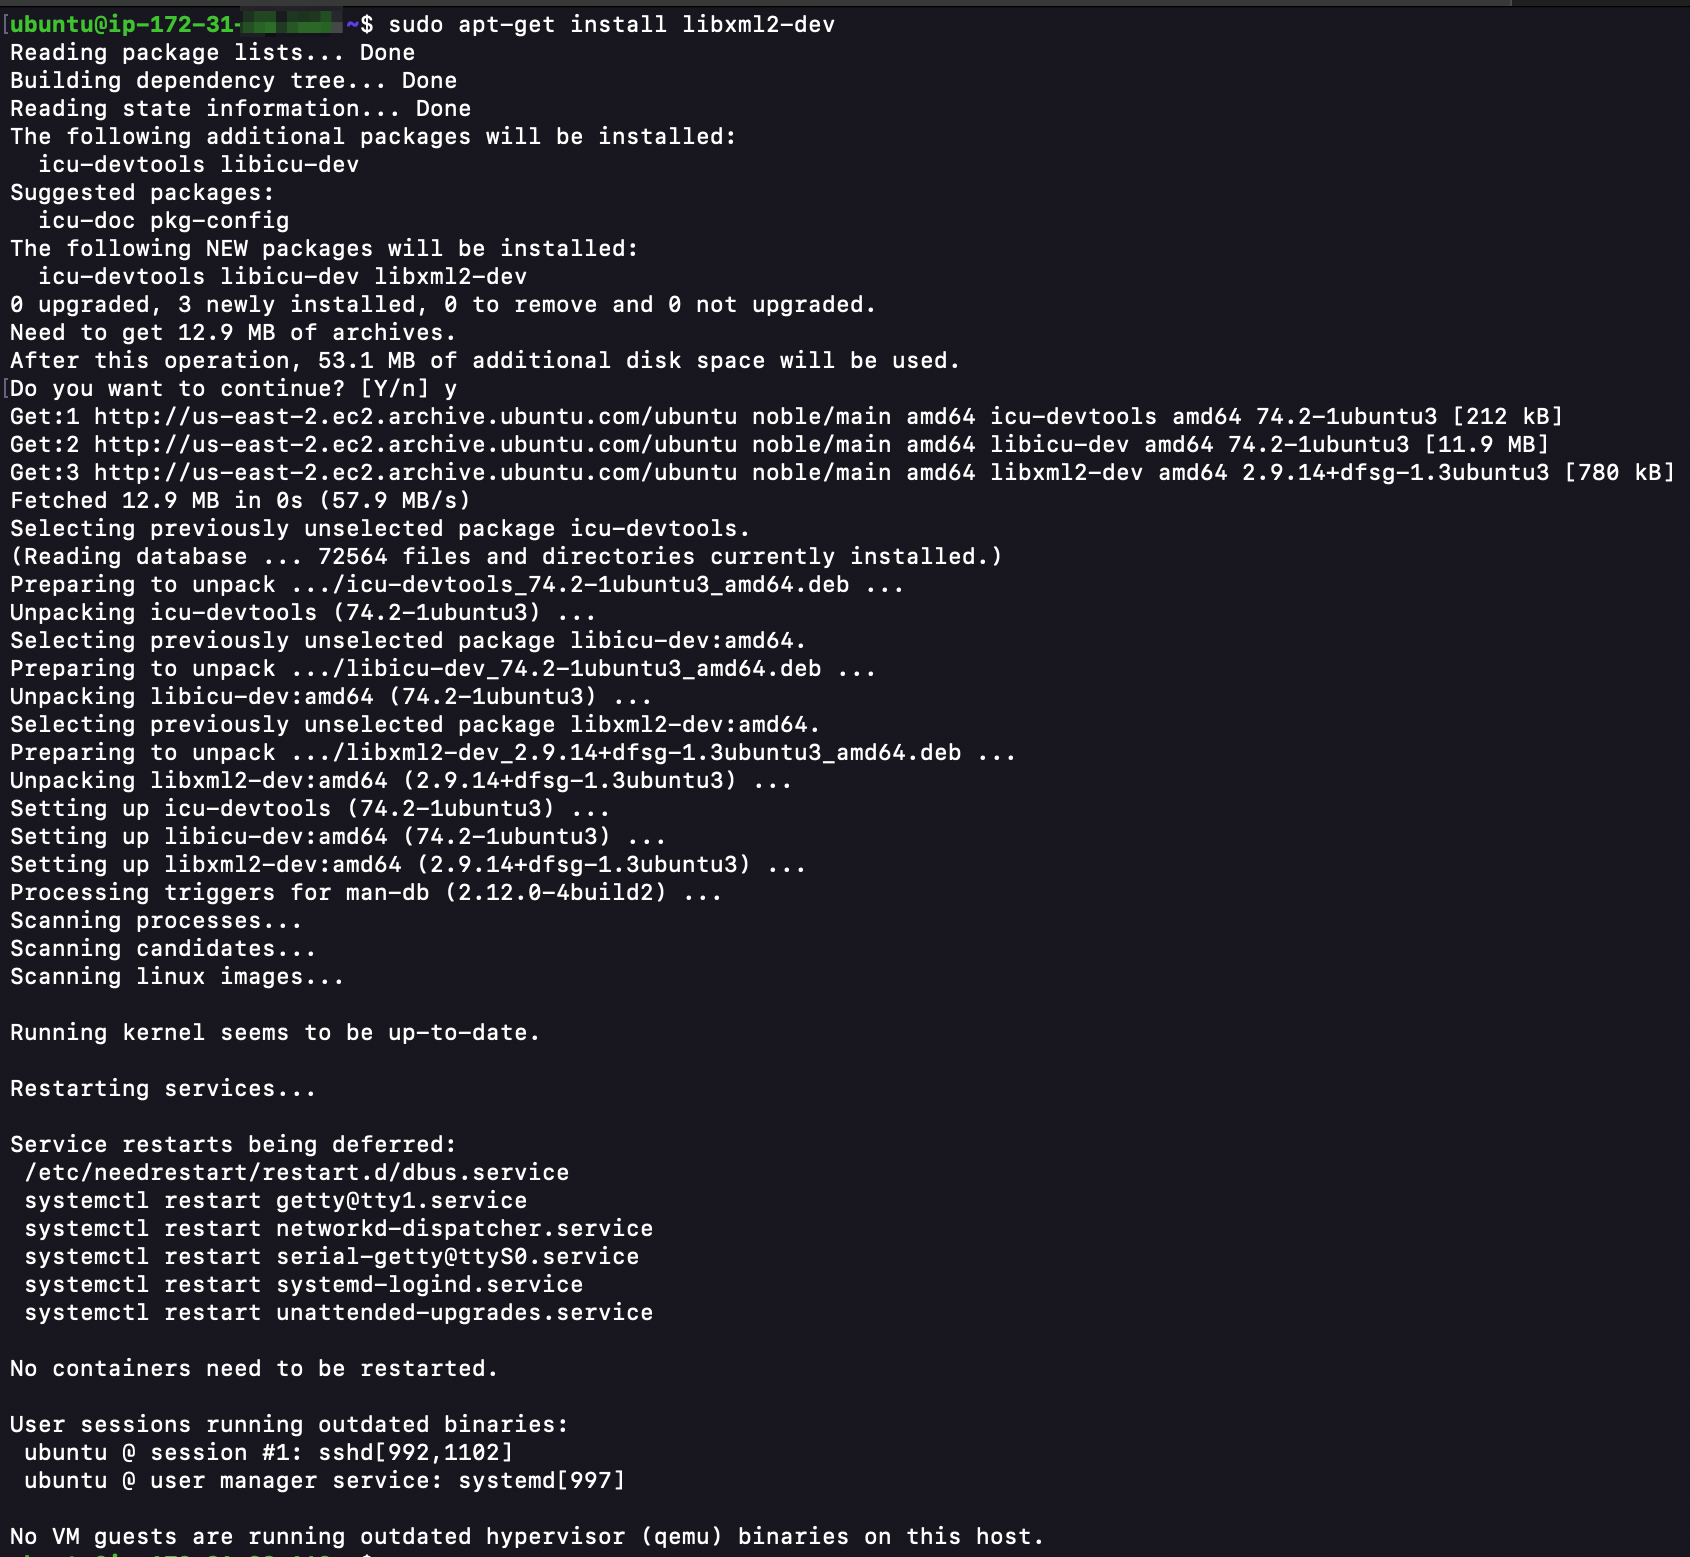 ubuntu@ip-172-31- ~$ sudo apt-get install libxml2-dev
Reading package lists... Done
Building dependency tree... Done
Reading state information... Done
The following additional packages will be installed:
  icu-devtools libicu-dev
Suggested packages:
  icu-doc pkg-config
The following NEW packages will be installed:
  icu-devtools libicu-dev libxml2-dev
0 upgraded, 3 newly installed, 0 to remove and 0 not upgraded.
Need to get 12.9 MB of archives.
After this operation, 53.1 MB of additional disk space will be used.
Do you want to continue? [Y/n] y
Get:1 http://us-east-2.ec2.archive.ubuntu.com/ubuntu noble/main amd64 icu-devtools amd64 74.2-1ubuntu3 [212 kB]
Get:2 http://us-east-2.ec2.archive.ubuntu.com/ubuntu noble/main amd64 libicu-dev amd64 74.2-1ubuntu3 [11.9 MB]
Get:3 http://us-east-2.ec2.archive.ubuntu.com/ubuntu noble/main amd64 libxml2-dev amd64 2.9.14+dfsg-1.3ubuntu3 [780 kB]
Fetched 12.9 MB in 0s (57.9 MB/s)
Selecting previously unselected package icu-devtools.
(Reading database ... 72564 files and directories currently installed.)
Preparing to unpack .../icu-devtools_74.2-1ubuntu3_amd64.deb ...
Unpacking icu-devtools (74.2-1ubuntu3) ...
Selecting previously unselected package libicu-dev:amd64.
Preparing to unpack .../libicu-dev_74.2-1ubuntu3_amd64.deb ...
Unpacking libicu-dev:amd64 (74.2-1ubuntu3) ...
Selecting previously unselected package libxml2-dev:amd64.
Preparing to unpack .../libxml2-dev_2.9.14+dfsg-1.3ubuntu3_amd64.deb ...
Unpacking libxml2-dev:amd64 (2.9.14+dfsg-1.3ubuntu3) ...
Setting up icu-devtools (74.2-1ubuntu3) ...
Setting up libicu-dev:amd64 (74.2-1ubuntu3) ...
Setting up libxml2-dev:amd64 (2.9.14+dfsg-1.3ubuntu3) ...
Processing triggers for man-db (2.12.0-4build2) ...
Scanning processes...
Scanning candidates...
Scanning linux images...

Running kernel seems to be up-to-date.

Restarting services...

Service restarts being deferred:
 /etc/needrestart/restart.d/dbus.service
 systemctl restart getty@tty1.service
 systemctl restart networkd-dispatcher.service
 systemctl restart serial-getty@ttyS0.service
 systemctl restart systemd-logind.service
 systemctl restart unattended-upgrades.service

No containers need to be restarted.

User sessions running outdated binaries:
 ubuntu @ session #1: sshd[992,1102]
 ubuntu @ user manager service: systemd[997]

No VM guests are running outdated hypervisor (qemu) binaries on this host.